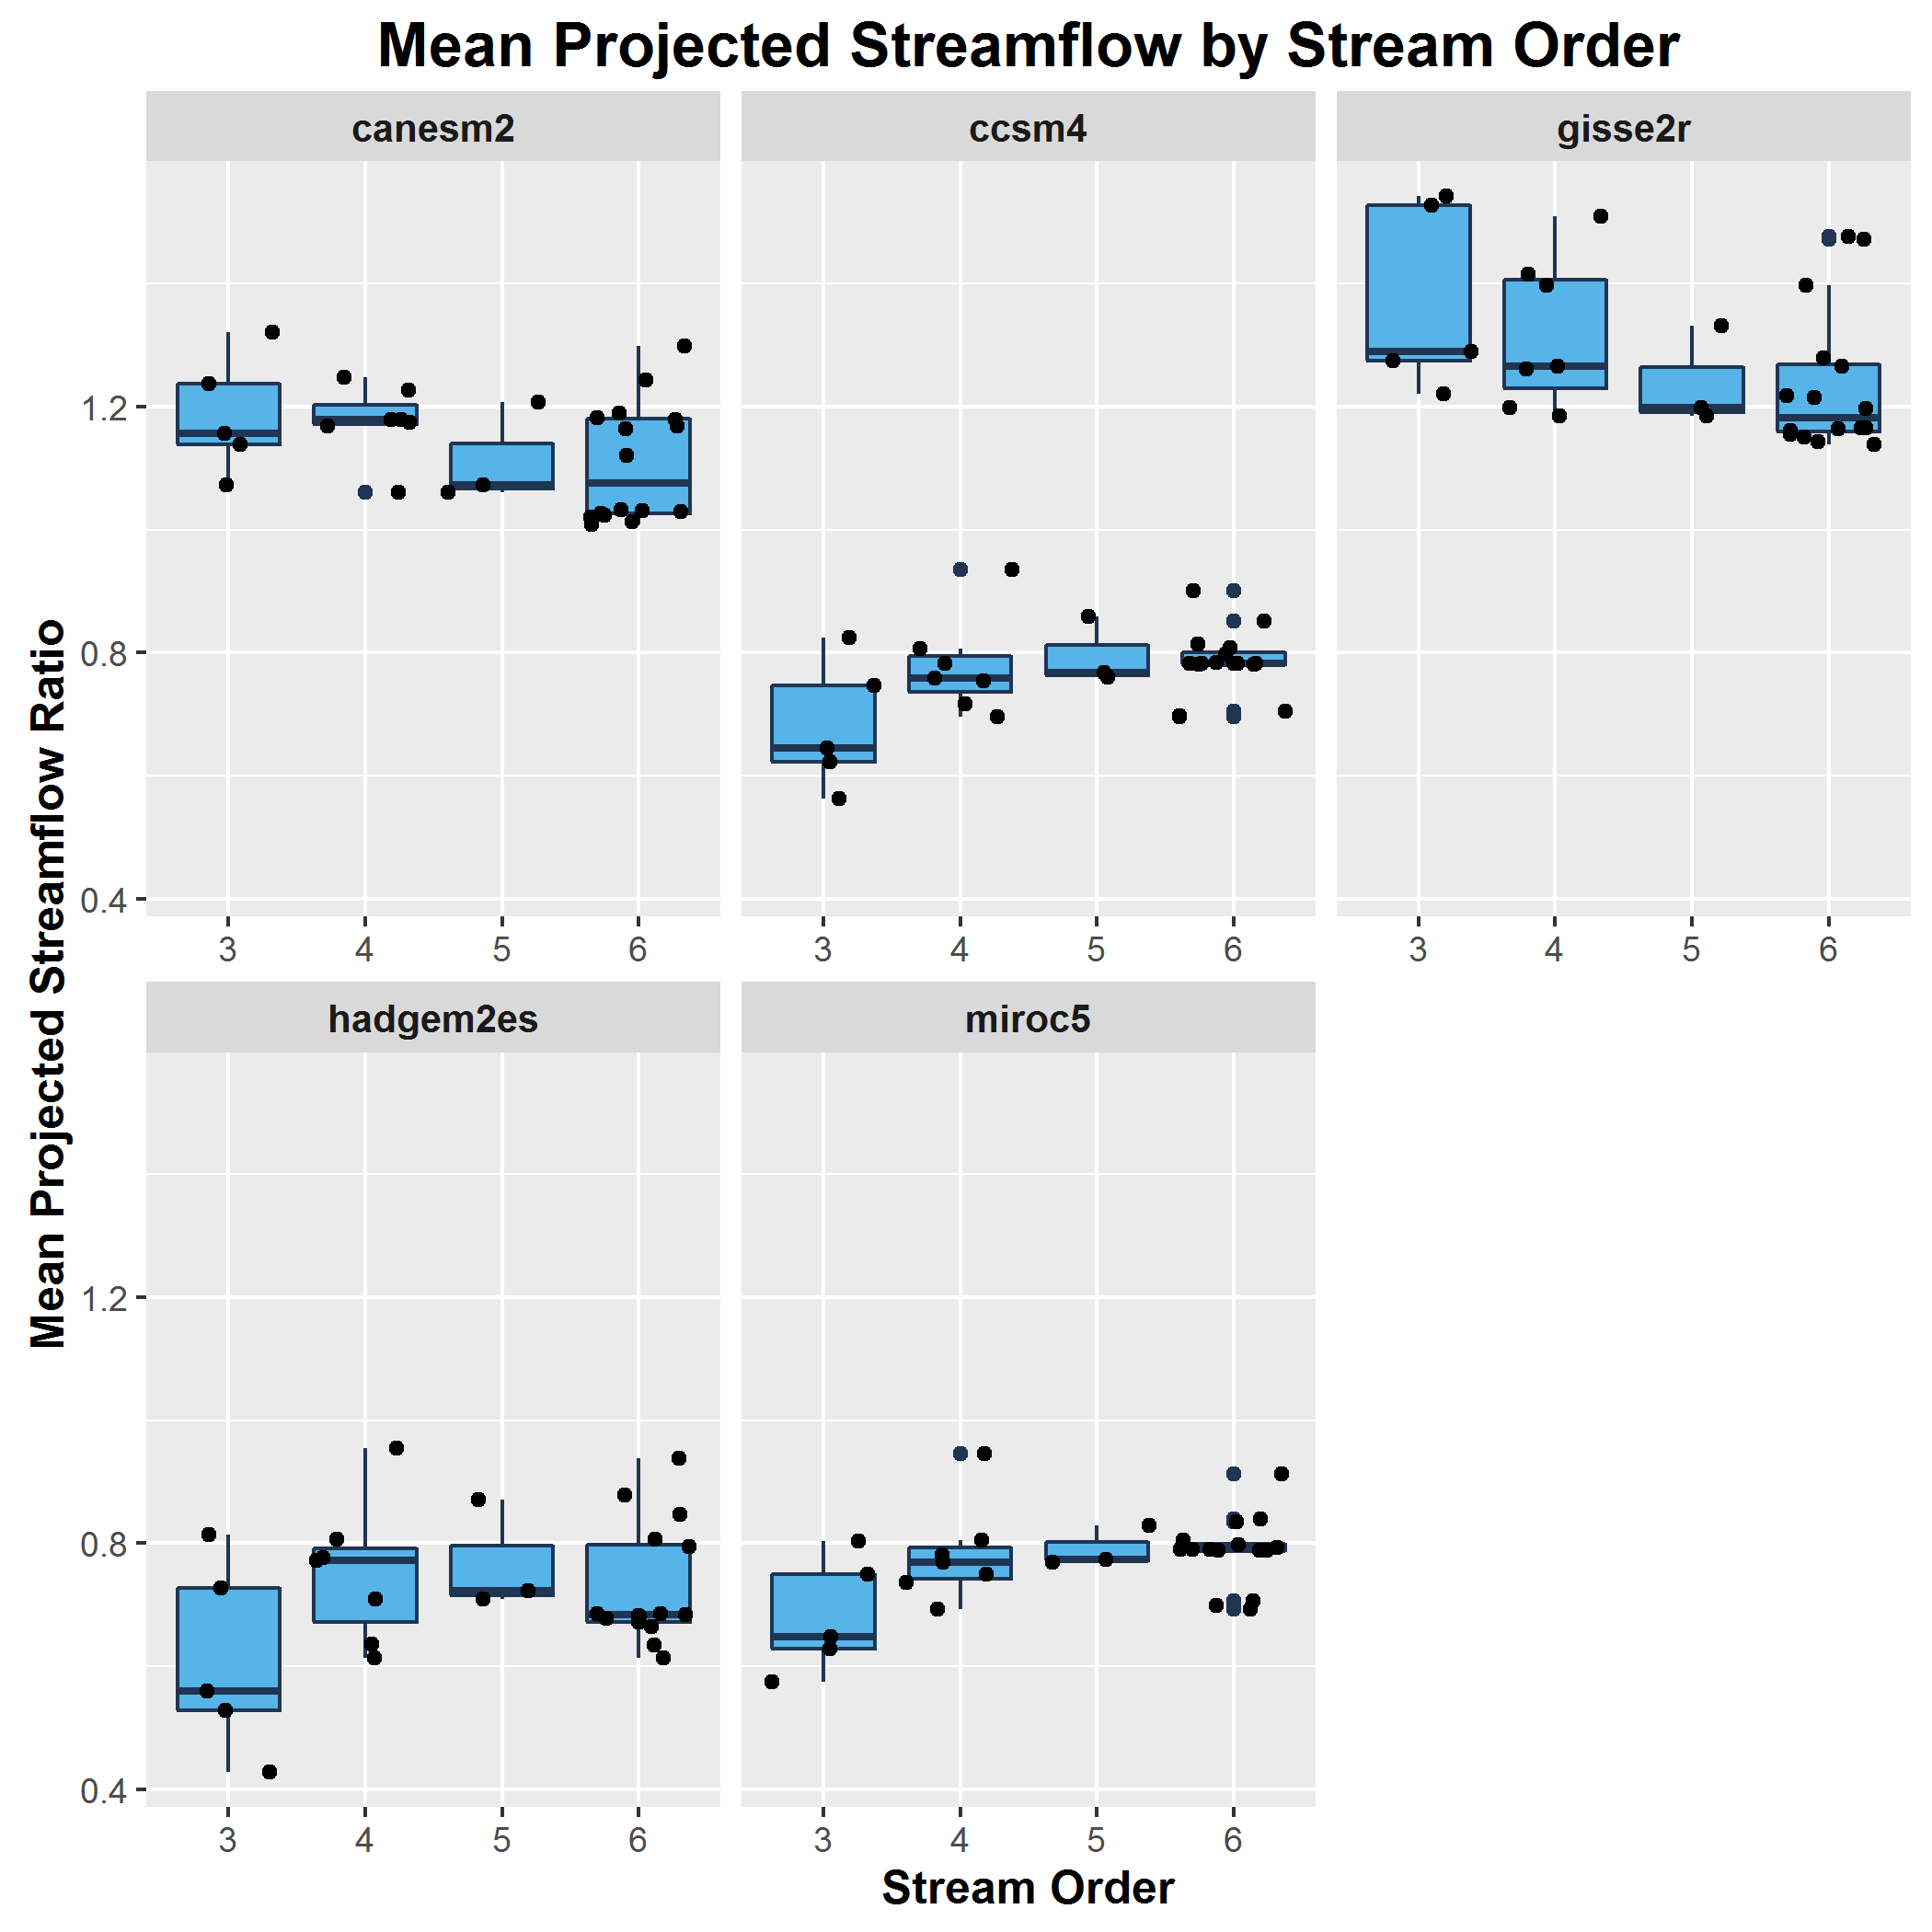 Mean Projected Streamflow by Stream Order
canesm2
ccsm4
gisse2r
Mean Projected Streamflow Ratio
1.2
0.8
0.4
3 4 5 6
3 4 5 6
3 4 5 6
hadgem2es
miroc5
1.2
0.8
0.4
3 4 5 6
3 4 5 6
Stream Order